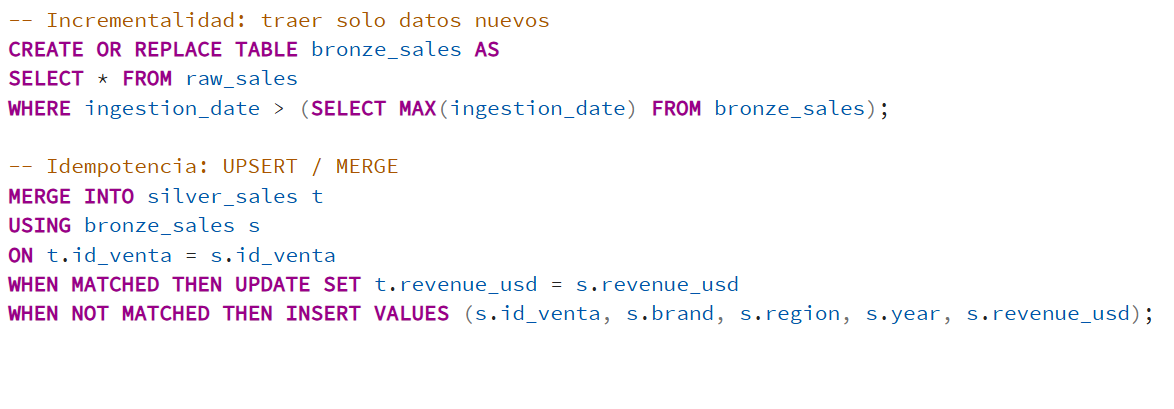 -- Incrementalidad: traer solo datos nuevos
CREATE OR REPLACE TABLE bronze_sales AS
SELECT * FROM raw_sales
WHERE ingestion_date > (SELECT MAX(ingestion_date) FROM bronze_sales);
-- Idempotencia: UPSERT / MERGE
MERGE INTO silver_sales t
USING bronze_sales s
ON t.id_venta = s.id_venta
WHEN MATCHED THEN UPDATE SET t.revenue_usd = s.revenue_usd
WHEN NOT MATCHED THEN INSERT VALUES (s.id_venta, s.brand, s.region, s.year, s.revenue_usd);